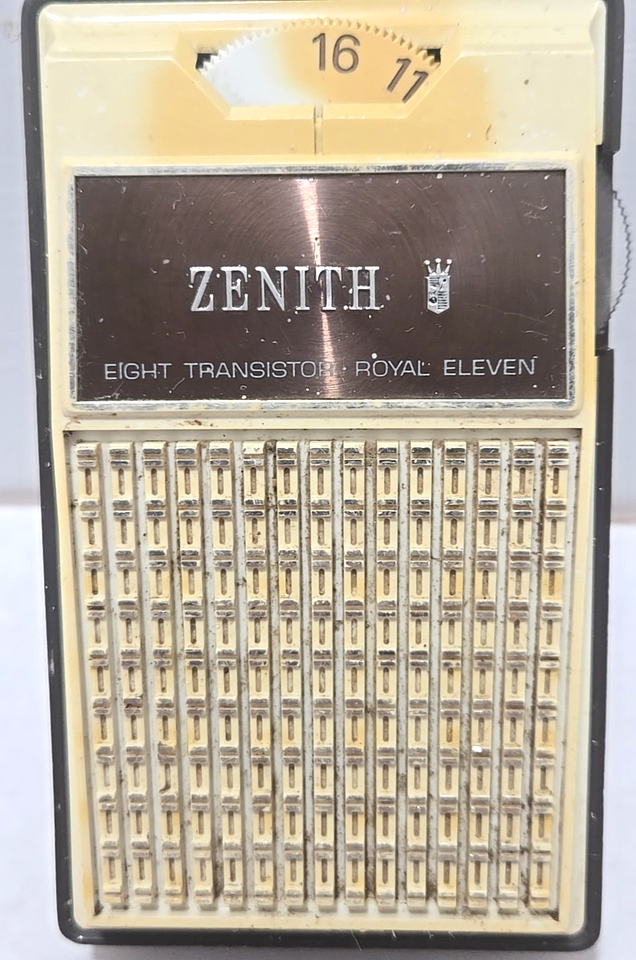 16 11
ZENITH
EIGHT TRANSISTOR ROYAL ELEVEN